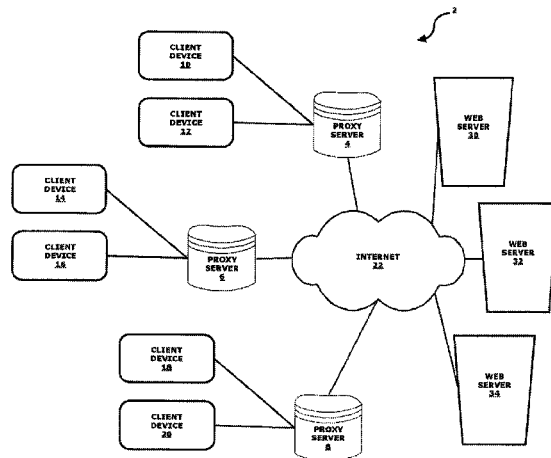 2
CLIENT
DEVICE
10
CLIENT
DEVICE
12
PROXY
SERVER
4
WEB
SERVER
30
CLIENT
DEVICE
14
CLIENT
DEVICE
16
PROXY
SERVER
6
INTERNET
22
WEB
SERVER
32
CLIENT
DEVICE
18
CLIENT
DEVICE
20
PROXY
SERVER
8
WEB
SERVER
34